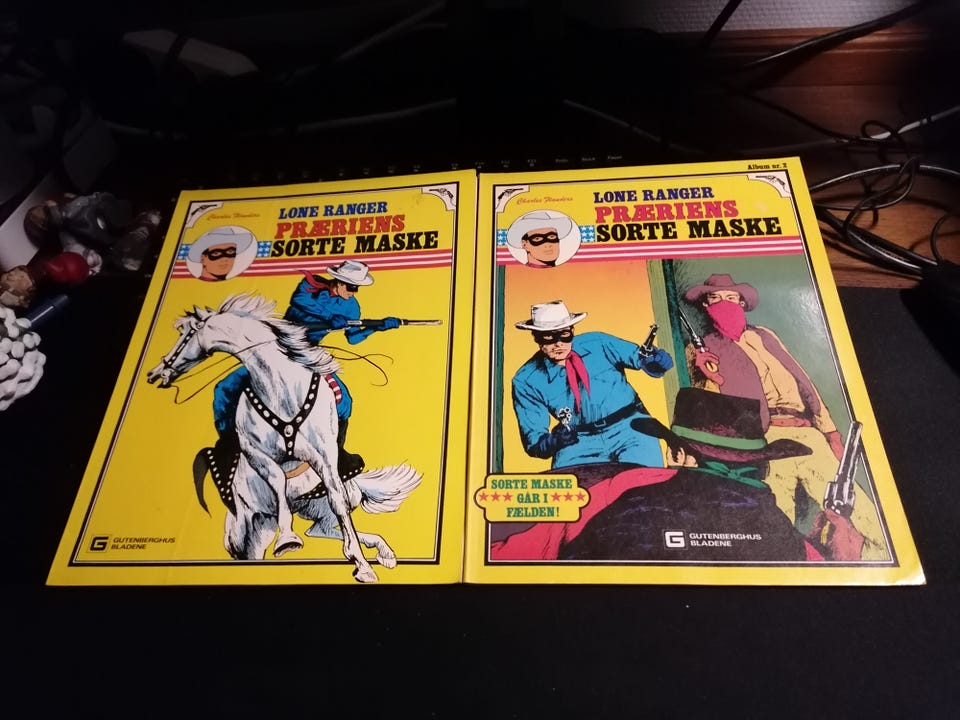 Charles Flanders
LONE RANGER
PRÆRIENS
SORTE MASKE
G GUTENBERGHUS
BLADENE
Album nr. 2
Charles Flanders
LONE RANGER
PRÆRIENS
SORTE MASKE
SORTE MASKE
GÅR I
FÆLDEN!
G GUTENBERGHUS
BLADENE